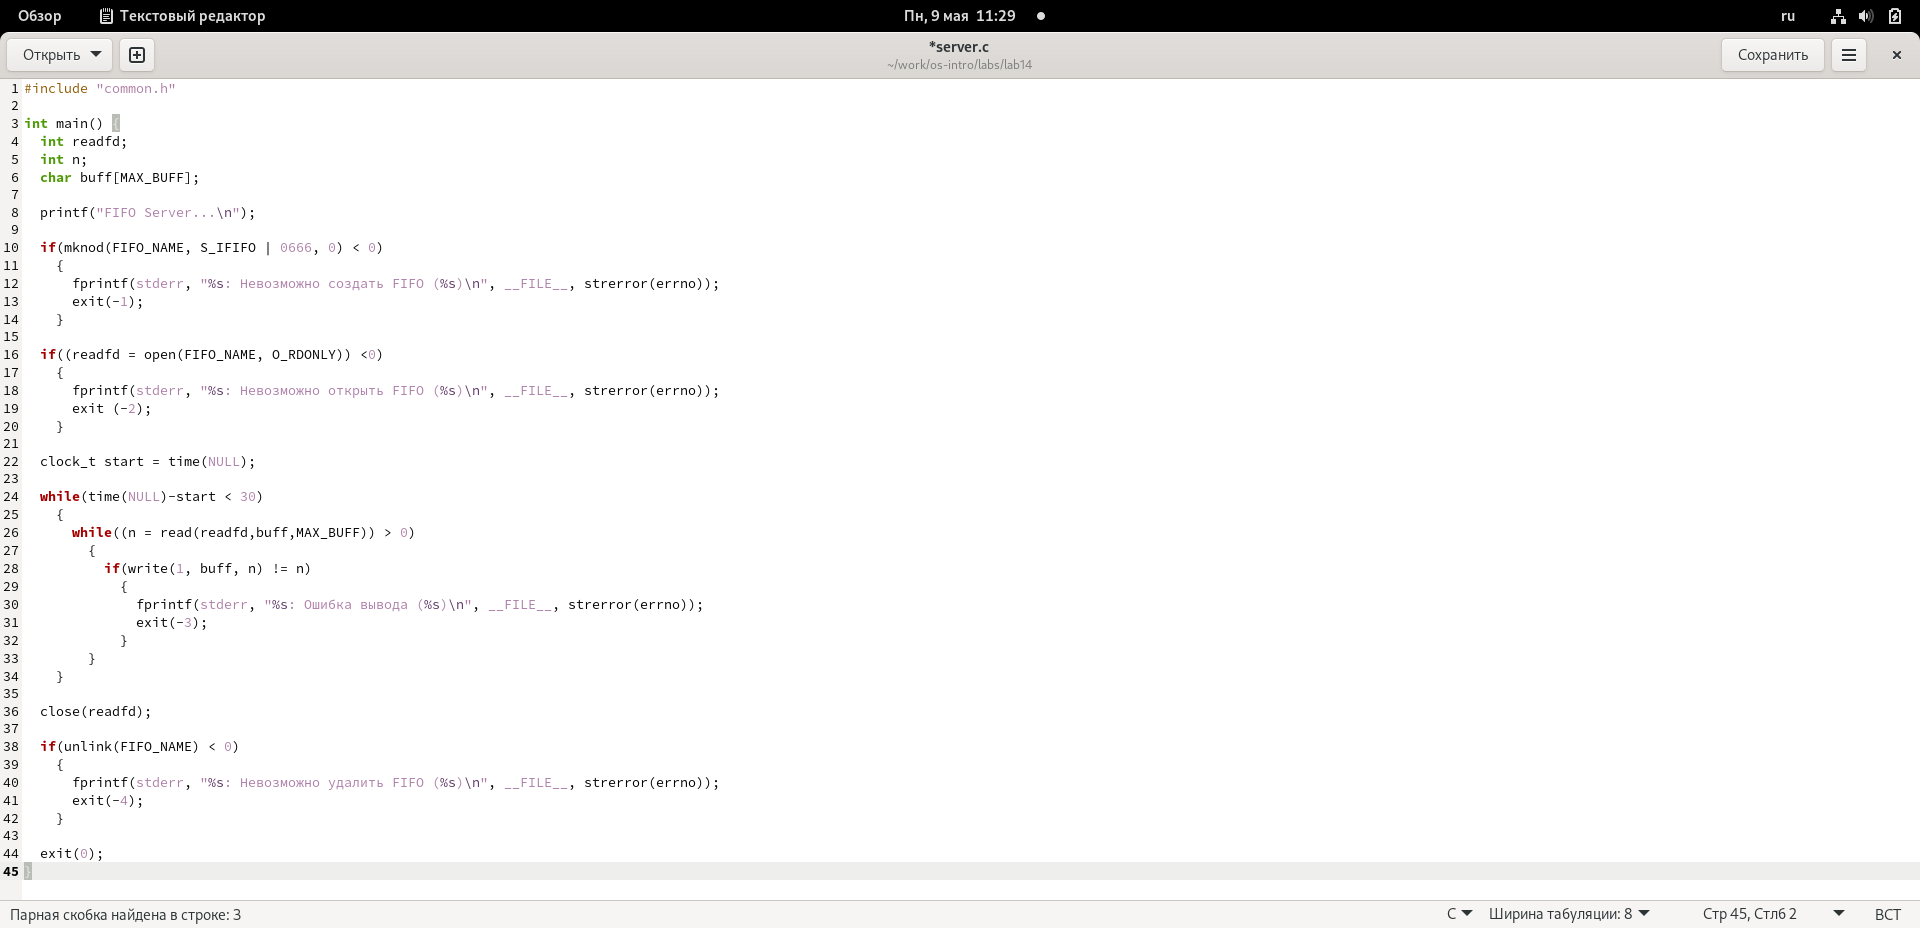 Обзор Текстовый редактор Пн, 9 мая 11:29 ru
Открыть *server.c Сохранить
~/work/os-intro/labs/lab14
1 #include "common.h"
2
3 int main() {
4   int readfd;
5   int n;
6   char buff[MAX_BUFF];
7
8   printf("FIFO Server...\n");
9
10   if(mknod(FIFO_NAME, S_IFIFO | 0666, 0) < 0)
11     {
12       fprintf(stderr, "%s: Невозможно создать FIFO (%s)\n", __FILE__, strerror(errno));
13       exit(-1);
14     }
15
16   if((readfd = open(FIFO_NAME, O_RDONLY)) <0)
17     {
18       fprintf(stderr, "%s: Невозможно открыть FIFO (%s)\n", __FILE__, strerror(errno));
19       exit (-2);
20     }
21
22   clock_t start = time(NULL);
23
24   while(time(NULL)-start < 30)
25     {
26       while((n = read(readfd,buff,MAX_BUFF)) > 0)
27         {
28           if(write(1, buff, n) != n)
29             {
30               fprintf(stderr, "%s: Ошибка вывода (%s)\n", __FILE__, strerror(errno));
31               exit(-3);
32             }
33         }
34     }
35
36   close(readfd);
37
38   if(unlink(FIFO_NAME) < 0)
39     {
40       fprintf(stderr, "%s: Невозможно удалить FIFO (%s)\n", __FILE__, strerror(errno));
41       exit(-4);
42     }
43
44   exit(0);
45 }
Парная скобка найдена в строке: 3 C Ширина табуляции: 8 Стр 45, Стлб 2 ВСТ